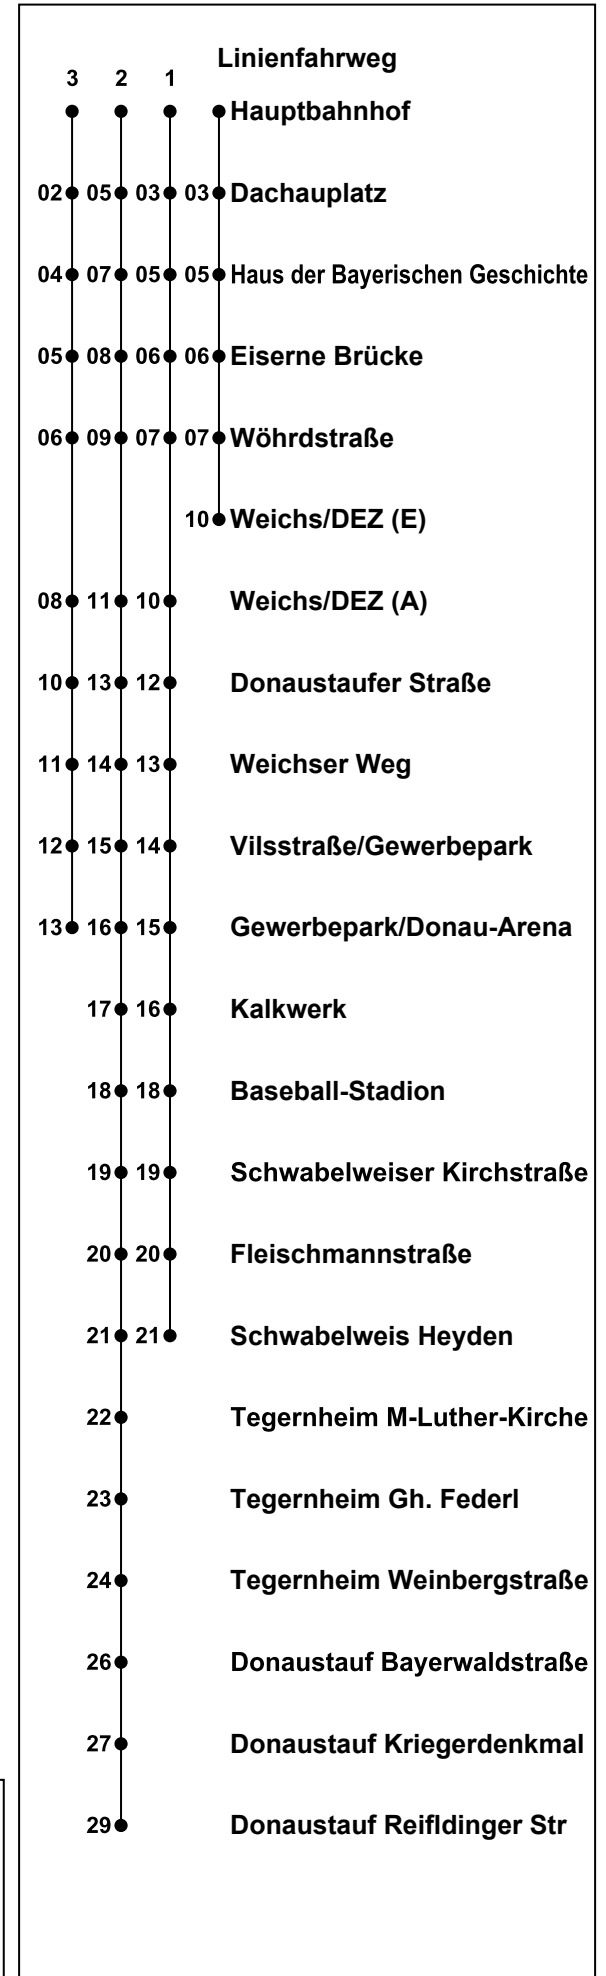 Linienfahrweg
3 2 1
Hauptbahnhof
02 05 03 03 Dachauplatz
04 07 05 05 Haus der Bayerischen Geschichte
05 08 06 06 Eiserne Brücke
06 09 07 07 Wöhrdstraße
10 Weichs/DEZ (E)
08 11 10 Weichs/DEZ (A)
10 13 12 Donaustaufer Straße
11 14 13 Weichser Weg
12 15 14 Vilsstraße/Gewerbepark
13 16 15 Gewerbepark/Donau-Arena
17 16 Kalkwerk
18 18 Baseball-Stadion
19 19 Schwabelweiser Kirchstraße
20 20 Fleischmannstraße
21 21 Schwabelweis Heyden
22 Tegernheim M-Luther-Kirche
23 Tegernheim Gh. Federl
24 Tegernheim Weinbergstraße
26 Donaustauf Bayerwaldstraße
27 Donaustauf Kriegerdenkmal
29 Donaustauf Reifldinger Str